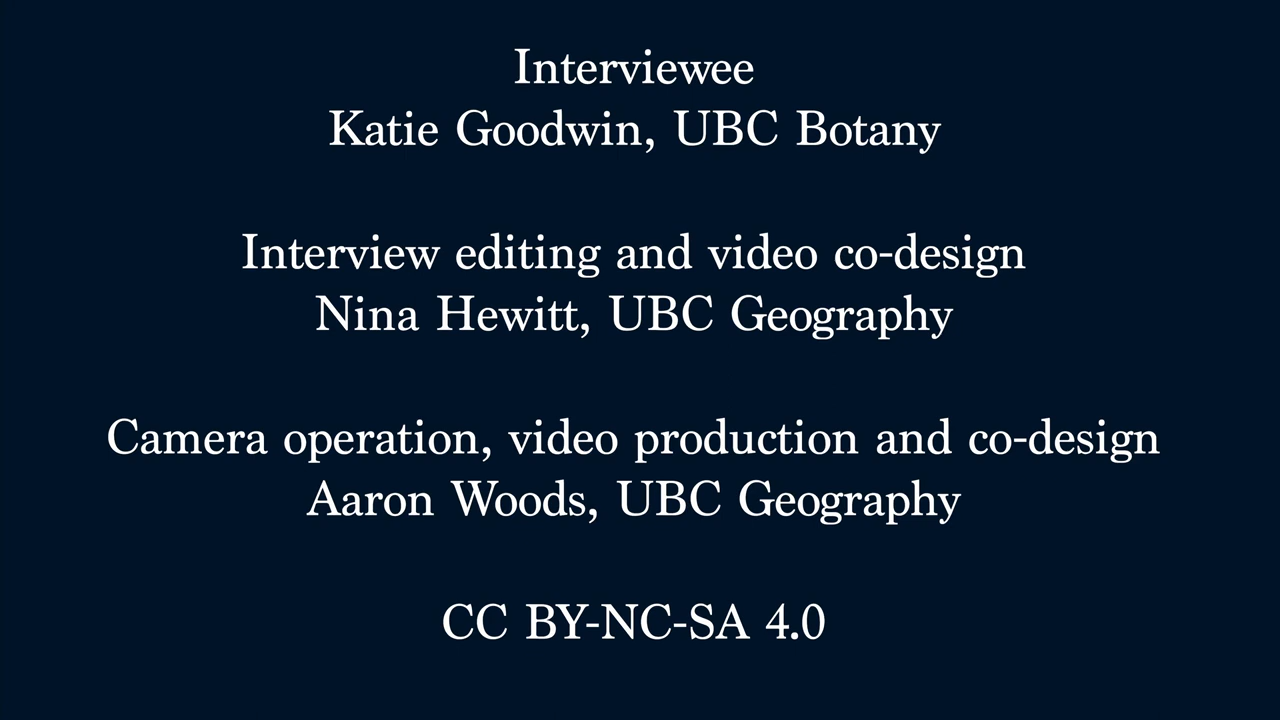 Interviewee
Katie Goodwin, UBC Botany
Interview editing and video co-design
Nina Hewitt, UBC Geography
Camera operation, video production and co-design
Aaron Woods, UBC Geography
CC BY-NC-SA 4.0